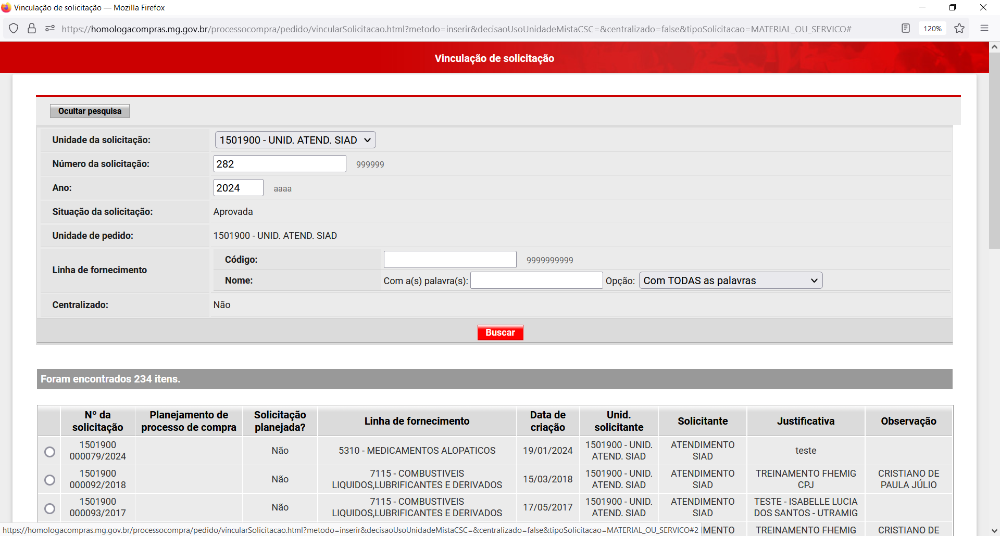 Vinculação de solicitação — Mozilla Firefox
https://homologacompras.mg.gov.br/processocompra/pedido/vincularSolicitacao.html?metodo=inserir&decisaoUsoUnidadeMistaCSC=&centralizado=false&tipoSolicitacao=MATERIAL_OU_SERVICO#
120%
Vinculação de solicitação
Ocultar pesquisa
Unidade da solicitação: 1501900 - UNID. ATEND. SIAD
Número da solicitação: 282 999999
Ano: 2024 aaaa
Situação da solicitação: Aprovada
Unidade de pedido: 1501900 - UNID. ATEND. SIAD
Linha de fornecimento
Código: 9999999999
Nome: Com a(s) palavra(s): Opção: Com TODAS as palavras
Centralizado: Não
Buscar
Foram encontrados 234 itens.
Nº da solicitação Planejamento de processo de compra Solicitação planejada? Linha de fornecimento Data de criação Unid. solicitante Solicitante Justificativa Observação
1501900 000079/2024 Não 5310 - MEDICAMENTOS ALOPATICOS 19/01/2024 1501900 - UNID. ATEND. SIAD ATENDIMENTO SIAD teste
1501900 000092/2018 Não 7115 - COMBUSTIVEIS LIQUIDOS,LUBRIFICANTES E DERIVADOS 15/03/2018 1501900 - UNID. ATEND. SIAD ATENDIMENTO SIAD TREINAMENTO FHEMIG CPJ CRISTIANO DE PAULA JÚLIO
1501900 000093/2017 Não 7115 - COMBUSTIVEIS LIQUIDOS,LUBRIFICANTES E DERIVADOS 17/05/2017 1501900 - UNID. ATEND. SIAD ATENDIMENTO SIAD TESTE - ISABELLE LUCIA DOS SANTOS - UTRAMIG
https://homologacompras.mg.gov.br/processocompra/pedido/vincularSolicitacao.html?metodo=inserir&decisaoUsoUnidadeMistaCSC=&centralizado=false&tipoSolicitacao=MATERIAL_OU_SERVICO#2 TREINAMENTO FHEMIG CRISTIANO DE